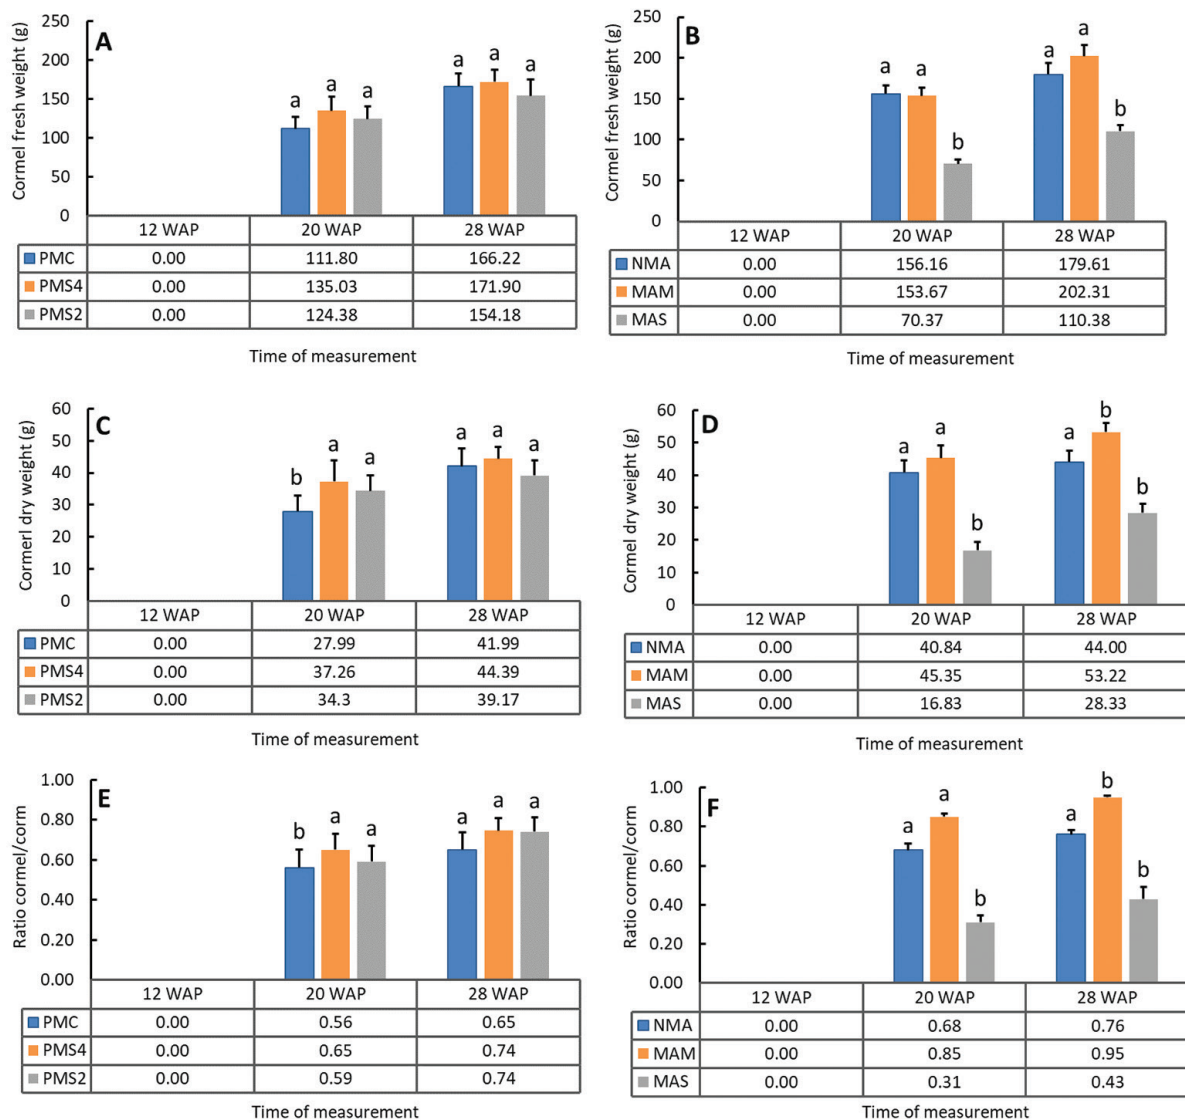 A
Cormel fresh weight (g)
250
200
150
100
50
0
a a a
a a a
12 WAP 20 WAP 28 WAP
PMC 0.00 111.80 166.22
PMS4 0.00 135.03 171.90
PMS2 0.00 124.38 154.18
Time of measurement
B
Cormel fresh weight (g)
250
200
150
100
50
0
a a b
a a b
12 WAP 20 WAP 28 WAP
NMA 0.00 156.16 179.61
MAM 0.00 153.67 202.31
MAS 0.00 70.37 110.38
Time of measurement
C
Cormerl dry weight (g)
60
50
40
30
20
10
0
b a a
a a a
12 WAP 20 WAP 28 WAP
PMC 0.00 27.99 41.99
PMS4 0.00 37.26 44.39
PMS2 0.00 34.3 39.17
Time of measurement
D
Cormel dry weight (g)
60
50
40
30
20
10
0
a a b
a b b
12 WAP 20 WAP 28 WAP
NMA 0.00 40.84 44.00
MAM 0.00 45.35 53.22
MAS 0.00 16.83 28.33
Time of measurement
E
Ratio cormel/corm
1.00
0.80
0.60
0.40
0.20
0.00
b a a
a a a
12 WAP 20 WAP 28 WAP
PMC 0.00 0.56 0.65
PMS4 0.00 0.65 0.74
PMS2 0.00 0.59 0.74
Time of measurement
F
Ratio cormel/corm
1.00
0.80
0.60
0.40
0.20
0.00
a a b
a b b
12 WAP 20 WAP 28 WAP
NMA 0.00 0.68 0.76
MAM 0.00 0.85 0.95
MAS 0.00 0.31 0.43
Time of measurement